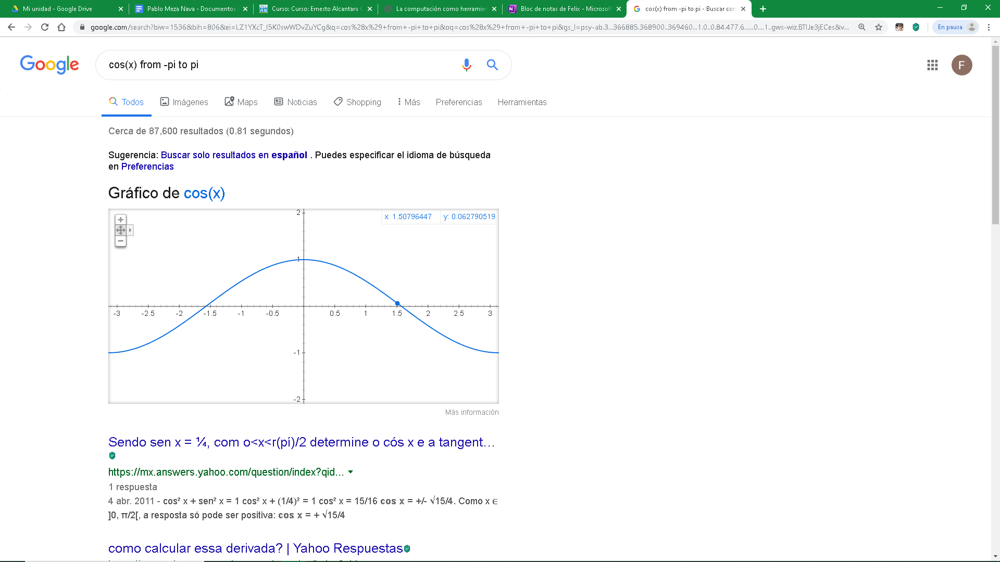 Mi unidad - Google Drive
Pablo Meza Nava - Documentos
Curso: Curso: Ernesto Alcantara
La computación como herramien
Bloc de notas de Felix - Microsoft
cos(x) from -pi to pi - Buscar con
google.com/search?biw=1536&bih=806&ei=LZ1YXcT_I5K0swWDvZuYCg&q=cos%28x%29+from+-pi+to+pi&oq=cos%28x%29+from+-pi+to+pi&gs_l=psy-ab.3...366885.368900..369460...1.0..0.84.477.6......0....1..gws-wiz.BTlJe3jECes&v...
En pausa
Google
cos(x) from -pi to pi
F
Todos
Imágenes
Maps
Noticias
Shopping
Más
Preferencias
Herramientas
Cerca de 87,600 resultados (0.81 segundos)
Sugerencia: Buscar solo resultados en español . Puedes especificar el idioma de búsqueda
en Preferencias
Gráfico de cos(x)
x: 1.50796447
y: 0.062790519
2
1
-3 -2.5 -2 -1.5 -1 -0.5 0.5 1 1.5 2 2.5 3
-1
-2
Más información
Sendo sen x = ¼, com o<x<r(pí)/2 determine o cós x e a tangent...
https://mx.answers.yahoo.com/question/index?qid...
1 respuesta
4 abr. 2011 - cos² x + sen² x = 1 cos² x + (1/4)² = 1 cos² x = 15/16 cos x = +/- √15/4. Como x ∈
]0, π/2[, a resposta só pode ser positiva: cos x = + √15/4
como calcular essa derivada? | Yahoo Respuestas